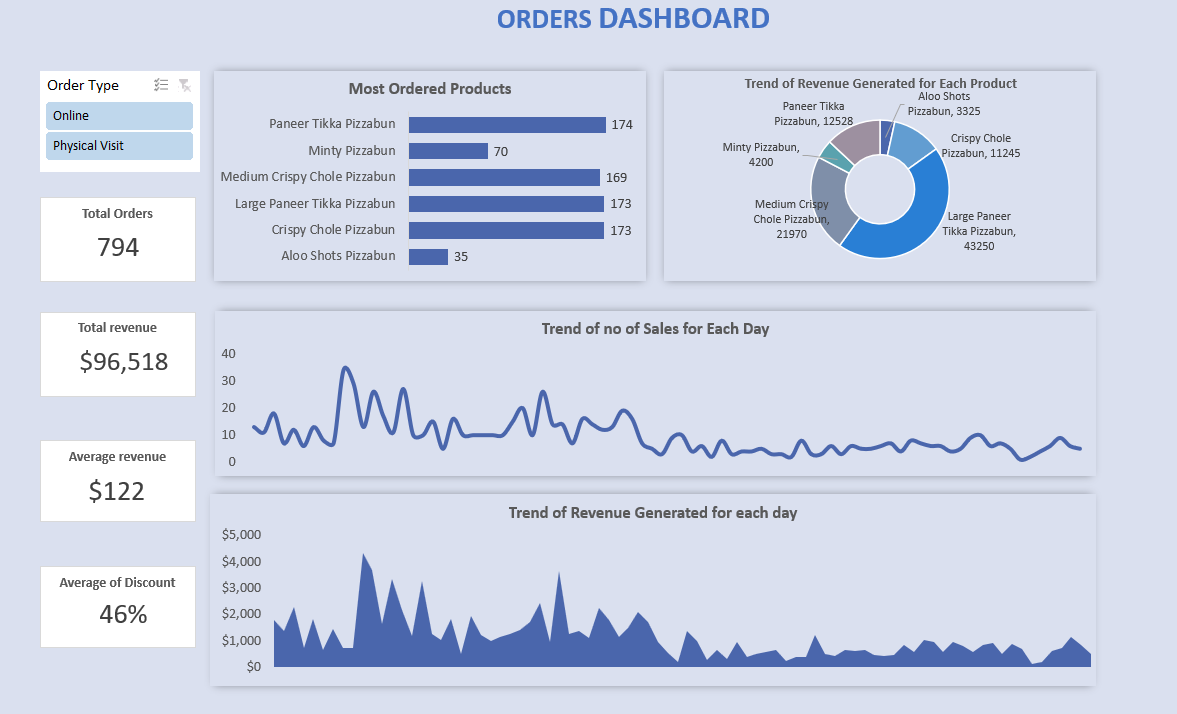 ORDERS DASHBOARD
Order Type
Online
Physical Visit
Total Orders
794
Total revenue
$96,518
Average revenue
$122
Average of Discount
46%
Most Ordered Products
Paneer Tikka Pizzabun 174
Minty Pizzabun 70
Medium Crispy Chole Pizzabun 169
Large Paneer Tikka Pizzabun 173
Crispy Chole Pizzabun 173
Aloo Shots Pizzabun 35
Trend of Revenue Generated for Each Product
Aloo Shots
Pizzabun, 3325
Crispy Chole
Pizzabun, 11245
Large Paneer
Tikka Pizzabun,
43250
Medium Crispy
Chole Pizzabun,
21970
Minty Pizzabun,
4200
Paneer Tikka
Pizzabun, 12528
Trend of no of Sales for Each Day
40
30
20
10
0
Trend of Revenue Generated for each day
$5,000
$4,000
$3,000
$2,000
$1,000
$0